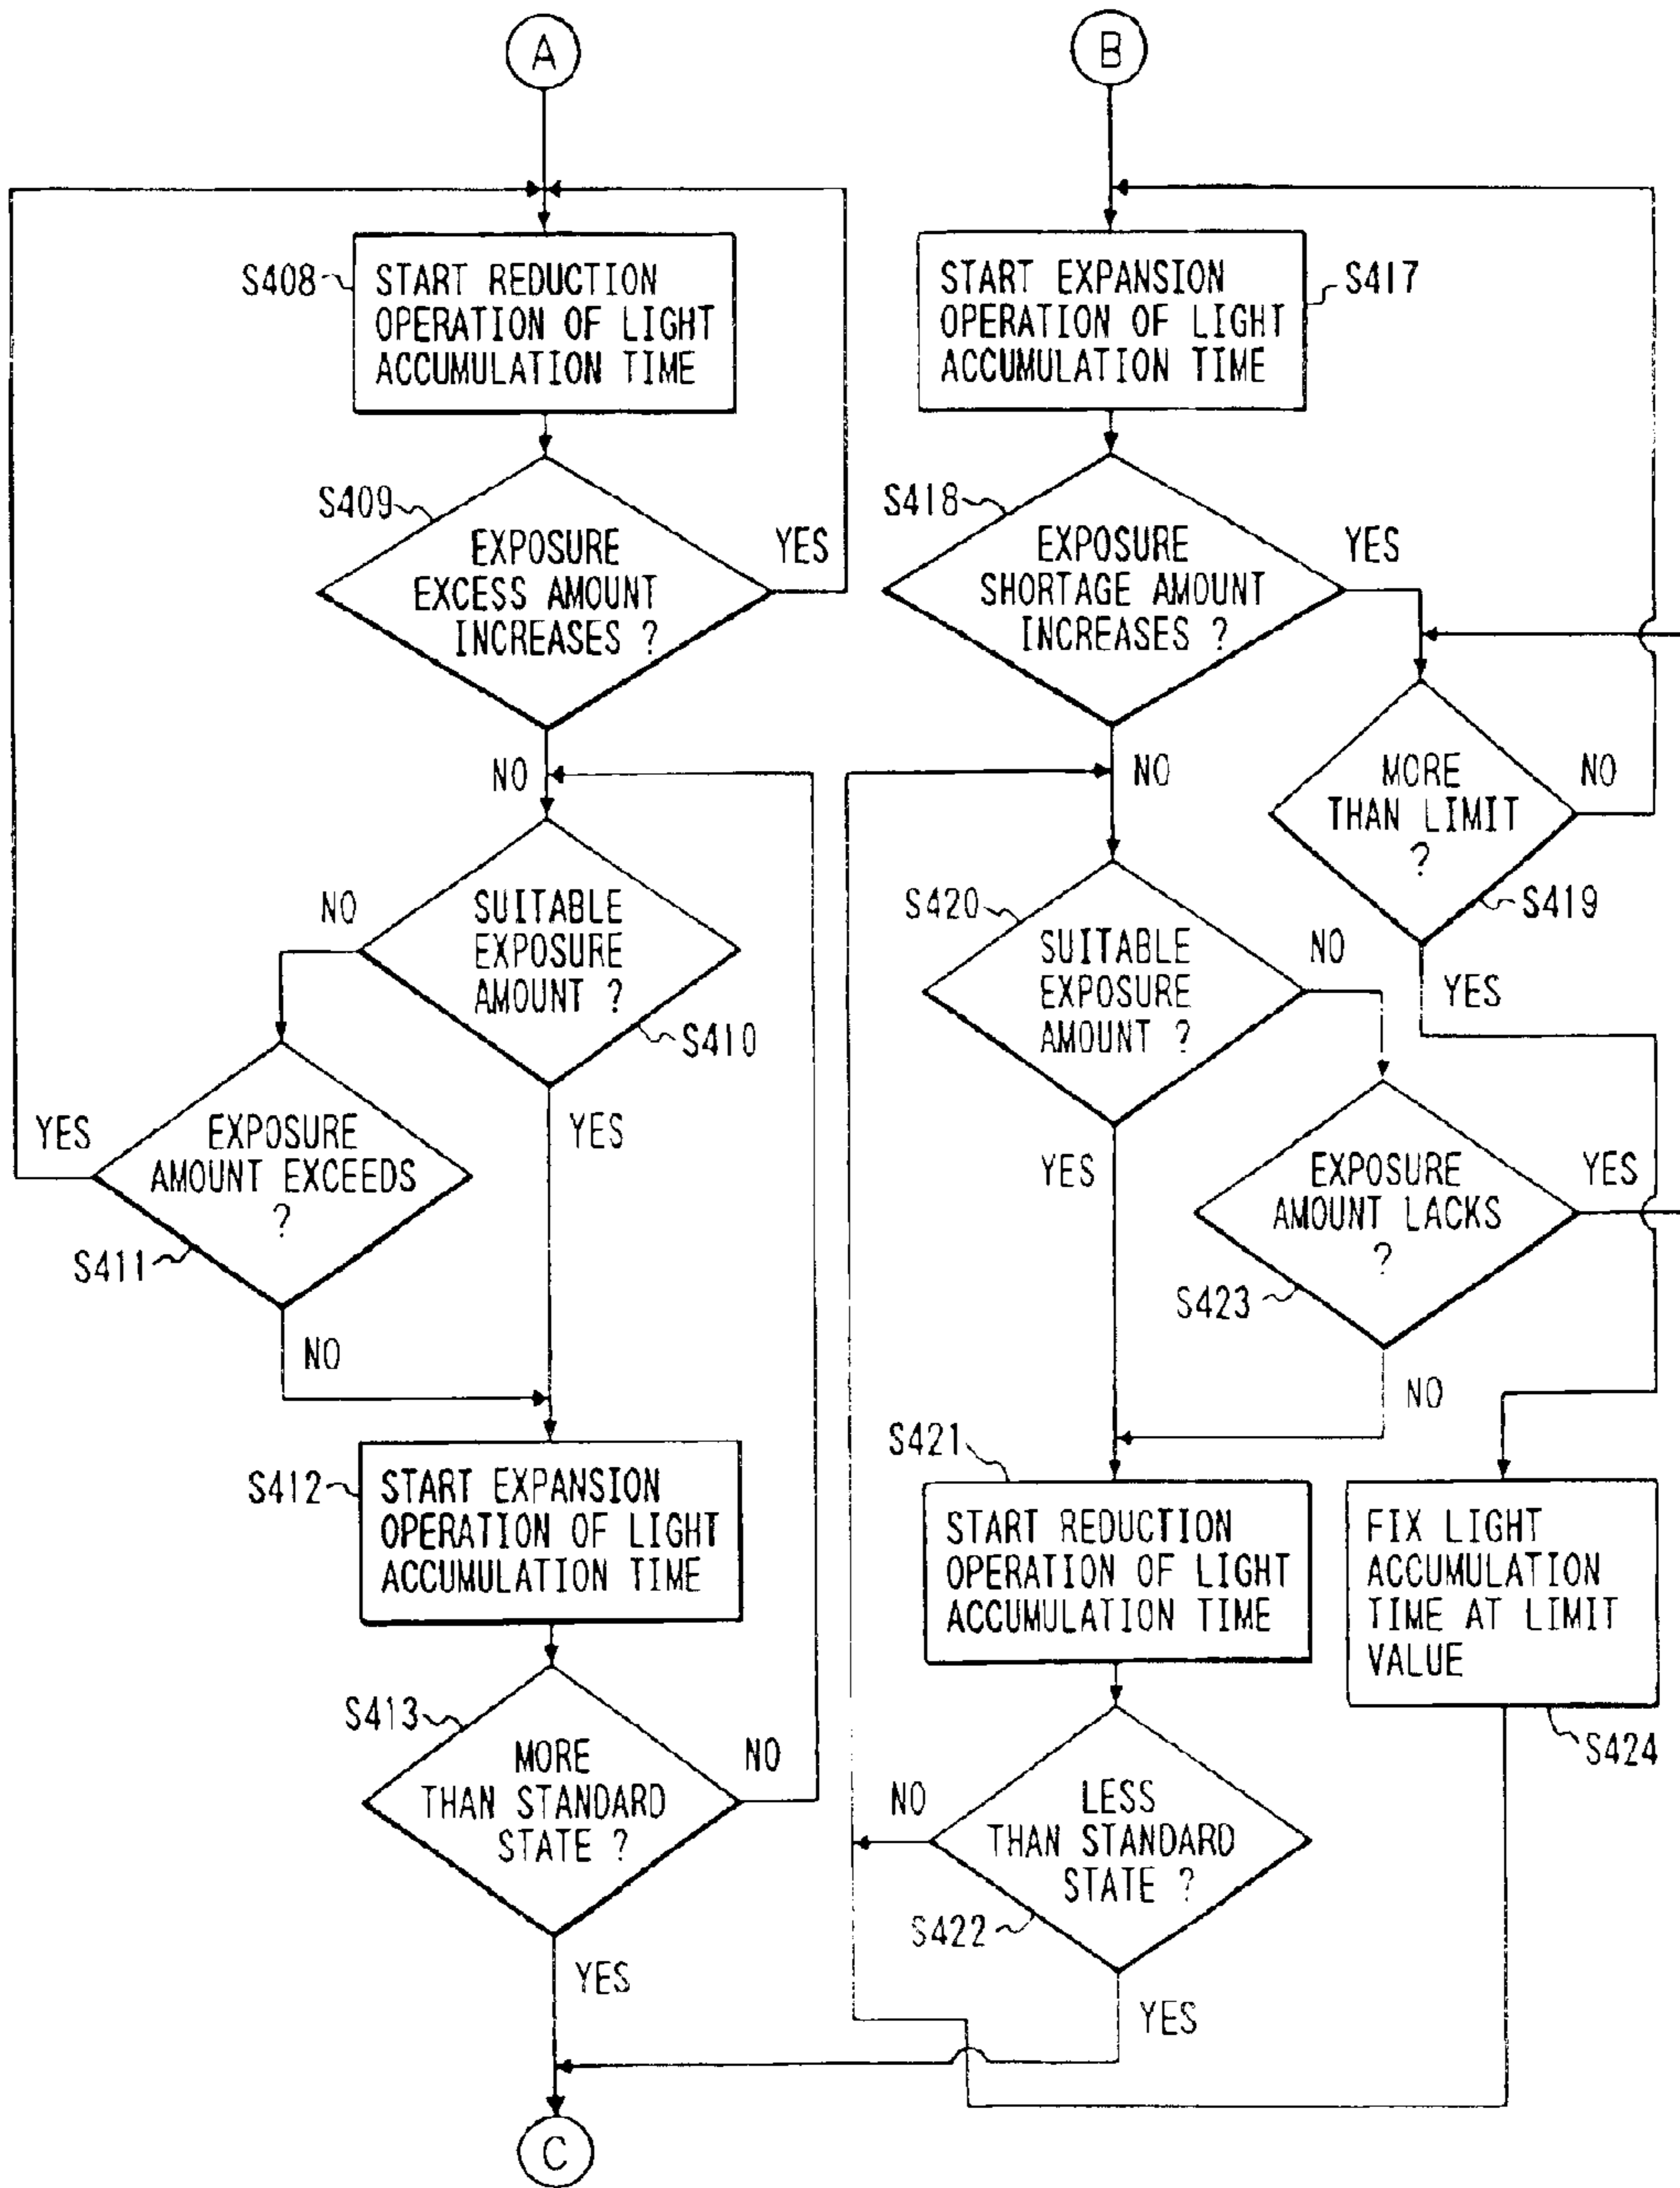 A
S408
START REDUCTION
OPERATION OF LIGHT
ACCUMULATION TIME
S409
EXPOSURE
EXCESS AMOUNT
INCREASES ?
YES
NO
SUITABLE
EXPOSURE
AMOUNT ?
NO
S410
YES
EXPOSURE
AMOUNT EXCEEDS
?
YES
S411
NO
S412
START EXPANSION
OPERATION OF LIGHT
ACCUMULATION TIME
S413
MORE
THAN STANDARD
STATE ?
NO
YES
C
B
START EXPANSION
OPERATION OF LIGHT
ACCUMULATION TIME
S417
S418
EXPOSURE
SHORTAGE AMOUNT
INCREASES ?
YES
NO
MORE
THAN LIMIT
?
NO
S419
YES
S420
SUITABLE
EXPOSURE
AMOUNT ?
NO
YES
EXPOSURE
AMOUNT LACKS
?
YES
S423
NO
S421
START REDUCTION
OPERATION OF LIGHT
ACCUMULATION TIME
FIX LIGHT
ACCUMULATION
TIME AT LIMIT
VALUE
S424
LESS
THAN STANDARD
STATE ?
NO
S422
YES